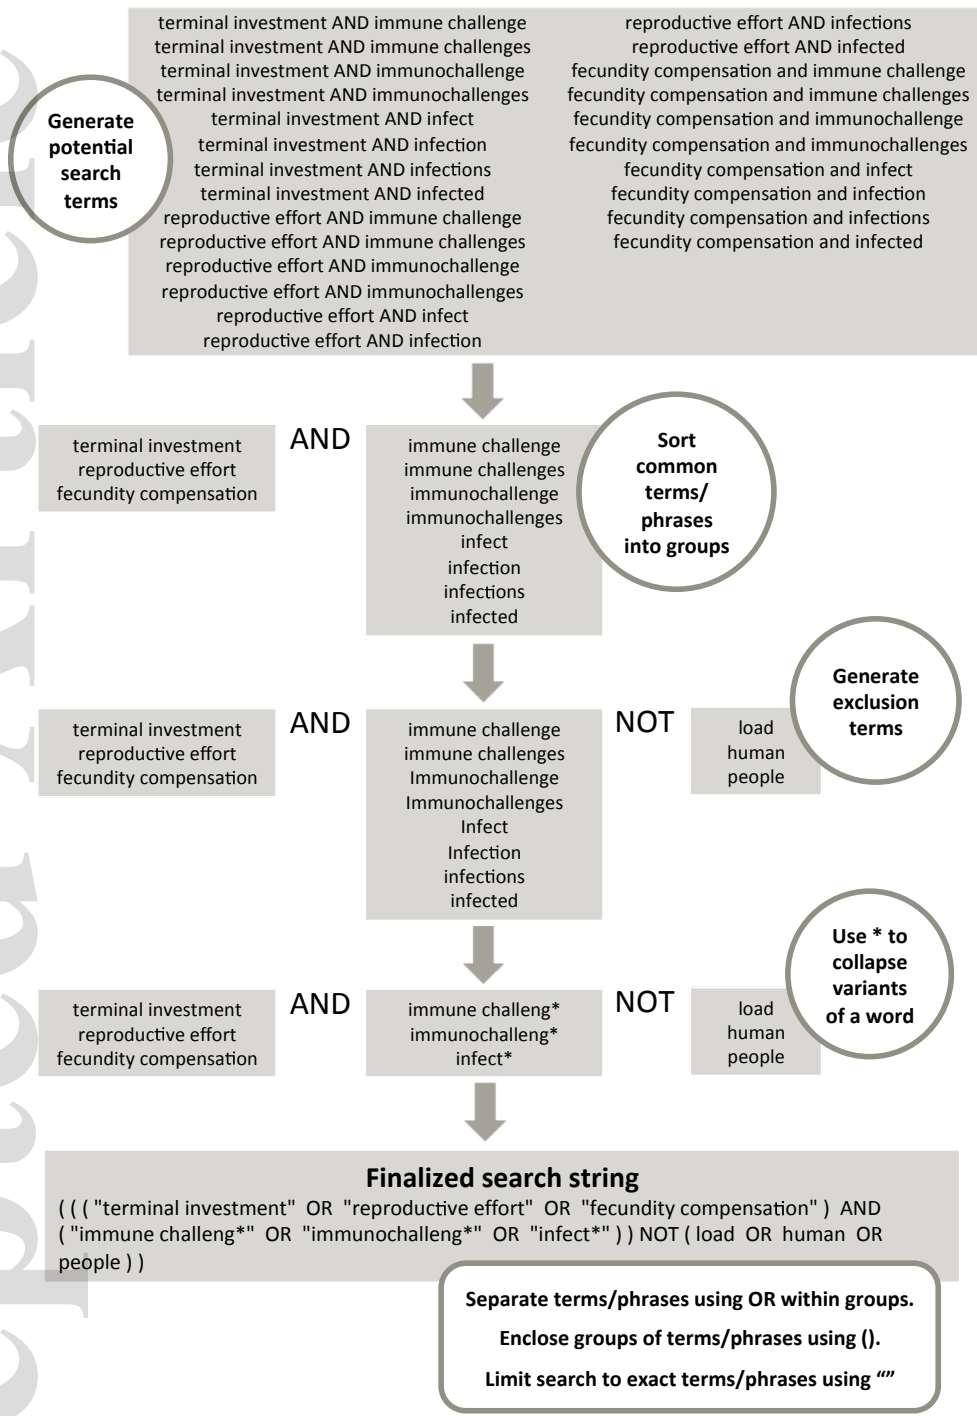 Generate
potential
search
terms
terminal investment AND immune challenge
terminal investment AND immune challenges
terminal investment AND immunochallenge
terminal investment AND immunochallenges
terminal investment AND infect
terminal investment AND infection
terminal investment AND infections
terminal investment AND infected
reproductive effort AND immune challenge
reproductive effort AND immune challenges
reproductive effort AND immunochallenge
reproductive effort AND immunochallenges
reproductive effort AND infect
reproductive effort AND infection
reproductive effort AND infections
reproductive effort AND infected
fecundity compensation and immune challenge
fecundity compensation and immune challenges
fecundity compensation and immunochallenge
fecundity compensation and immunochallenges
fecundity compensation and infect
fecundity compensation and infection
fecundity compensation and infections
fecundity compensation and infected
terminal investment
reproductive effort
fecundity compensation
AND
immune challenge
immune challenges
immunochallenge
immunochallenges
infect
infection
infections
infected
Sort
common
terms/
phrases
into groups
terminal investment
reproductive effort
fecundity compensation
AND
immune challenge
immune challenges
Immunochallenge
Immunochallenges
Infect
Infection
infections
infected
NOT
load
human
people
Generate
exclusion
terms
terminal investment
reproductive effort
fecundity compensation
AND
immune challeng*
immunochalleng*
infect*
NOT
load
human
people
Use * to
collapse
variants
of a word
Finalized search string
( ( ( "terminal investment" OR "reproductive effort" OR "fecundity compensation" ) AND
( "immune challeng*" OR "immunochalleng*" OR "infect*" ) ) NOT ( load OR human OR
people ) )
Separate terms/phrases using OR within groups.
Enclose groups of terms/phrases using ().
Limit search to exact terms/phrases using “”